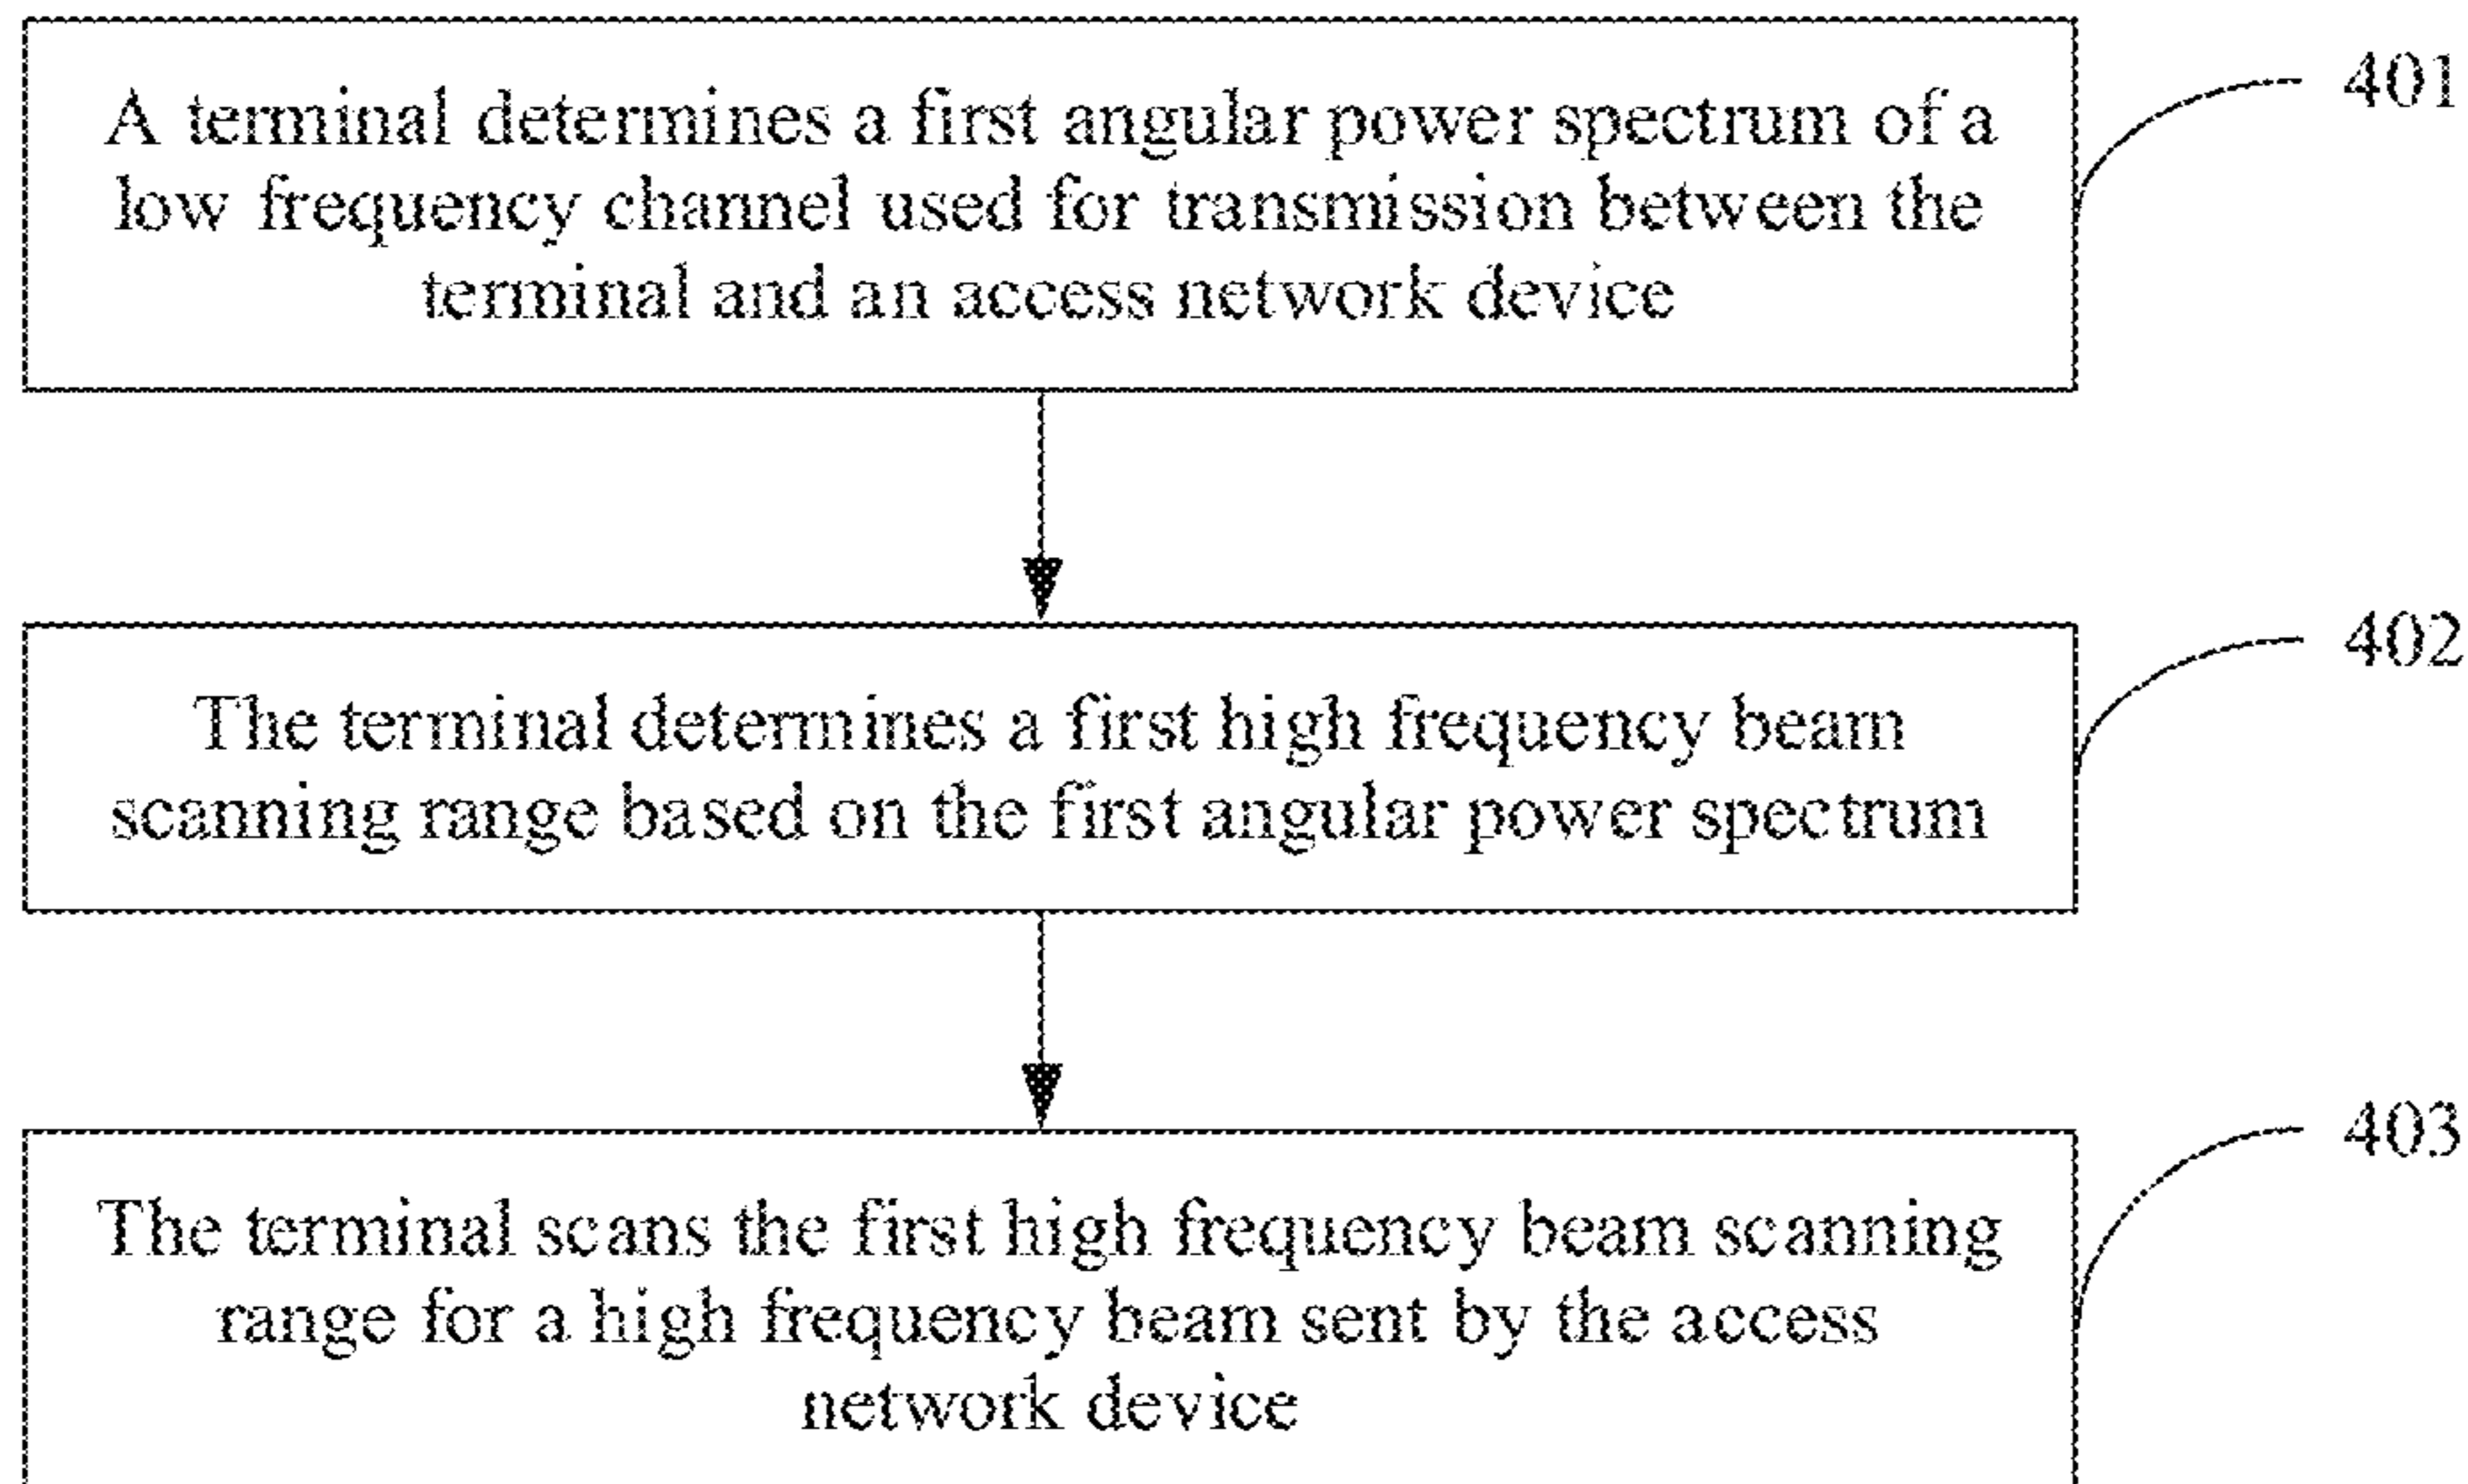 A terminal determines a first angular power spectrum of a
low frequency channel used for transmission between the
terminal and an access network device
401
The terminal determines a first high frequency beam
scanning range based on the first angular power spectrum
402
The terminal scans the first high frequency beam scanning
range for a high frequency beam sent by the access
network device
403